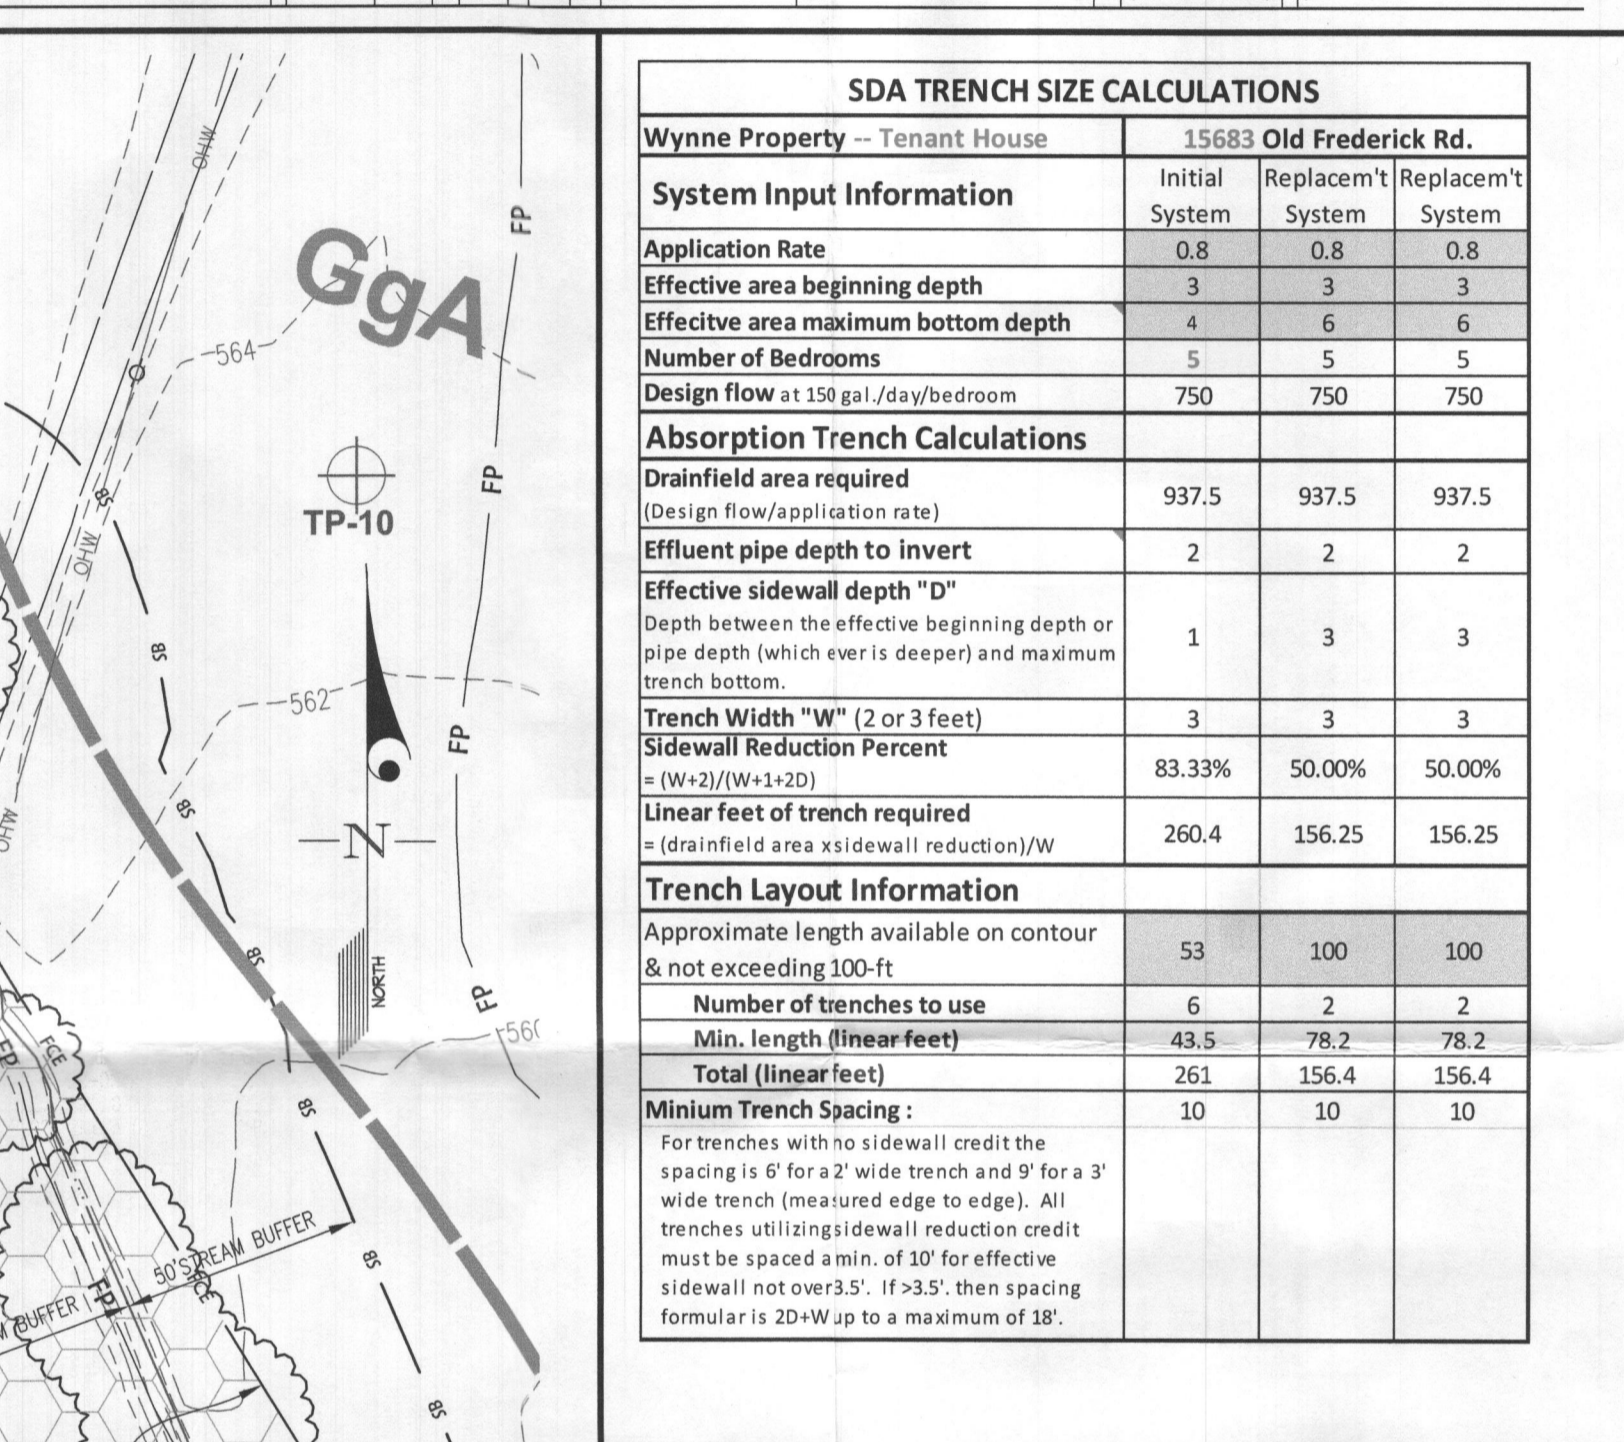 OHW
FP
GgA
564
FP
BS
TP-10
OHW
BS
562
FP
BS
OHW
N
BS
NORTH
FP
FCE
FP
BS
50' STREAM BUFFER
FCE
BS
FP
BUFFER
BS
SDA TRENCH SIZE CALCULATIONS
Wynne Property -- Tenant House 15683 Old Frederick Rd.
System Input Information Initial System Replacem't System Replacem't System
Application Rate 0.8 0.8 0.8
Effective area beginning depth 3 3 3
Effecitve area maximum bottom depth 4 6 6
Number of Bedrooms 5 5 5
Design flow at 150 gal./day/bedroom 750 750 750
Absorption Trench Calculations
Drainfield area required
(Design flow/application rate) 937.5 937.5 937.5
Effluent pipe depth to invert 2 2 2
Effective sidewall depth "D"
Depth between the effective beginning depth or
pipe depth (which ever is deeper) and maximum
trench bottom. 1 3 3
Trench Width "W" (2 or 3 feet) 3 3 3
Sidewall Reduction Percent
= (W+2)/(W+1+2D) 83.33% 50.00% 50.00%
Linear feet of trench required
= (drainfield area x sidewall reduction)/W 260.4 156.25 156.25
Trench Layout Information
Approximate length available on contour
& not exceeding 100-ft 53 100 100
Number of trenches to use 6 2 2
Min. length (linear feet) 43.5 78.2 78.2
Total (linear feet) 261 156.4 156.4
Minium Trench Spacing : 10 10 10
For trenches with no sidewall credit the
spacing is 6' for a 2' wide trench and 9' for a 3'
wide trench (measured edge to edge). All
trenches utilizing sidewall reduction credit
must be spaced a min. of 10' for effective
sidewall not over 3.5'. If >3.5'. then spacing
formular is 2D+W up to a maximum of 18'.